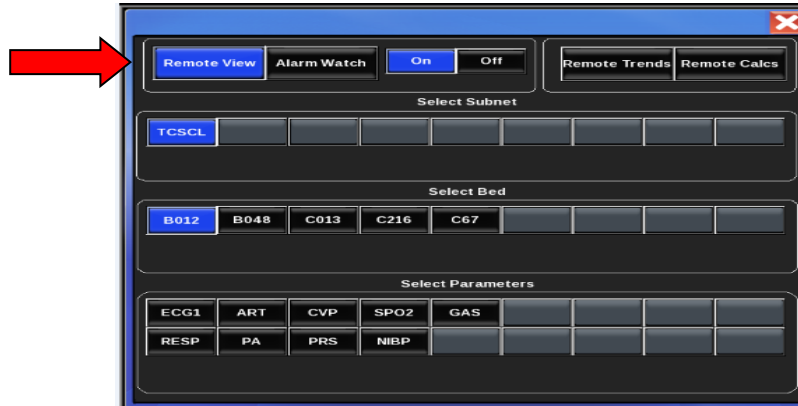 Remote View Alarm Watch On Off Remote Trends Remote Calcs
Select Subnet
TCSCL
Select Bed
B012 B048 C013 C216 C67
Select Parameters
ECG1 ART CVP SPO2 GAS
RESP PA PRS NIBP